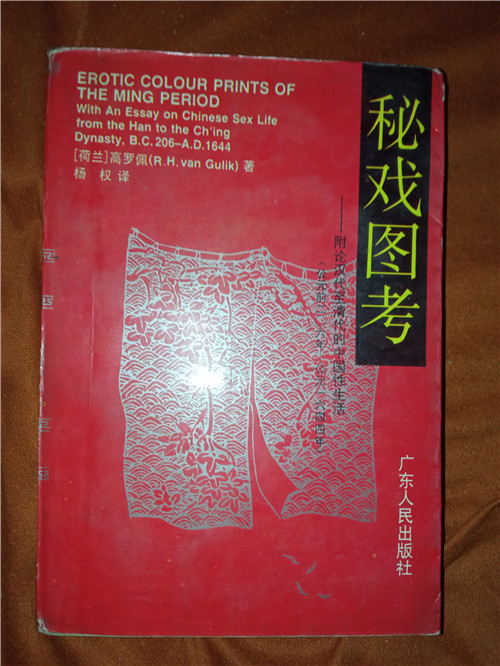 EROTIC COLOUR PRINTS OF
THE MING PERIOD
With An Essay on Chinese Sex Life
from the Han to the Ch'ing
Dynasty, B.C. 206–A.D. 1644
[荷兰]高罗佩(R.H. van Gulik) 著
杨 权 译
秘戏图考
——附论汉代至清代的中国性生活
广东人民出版社